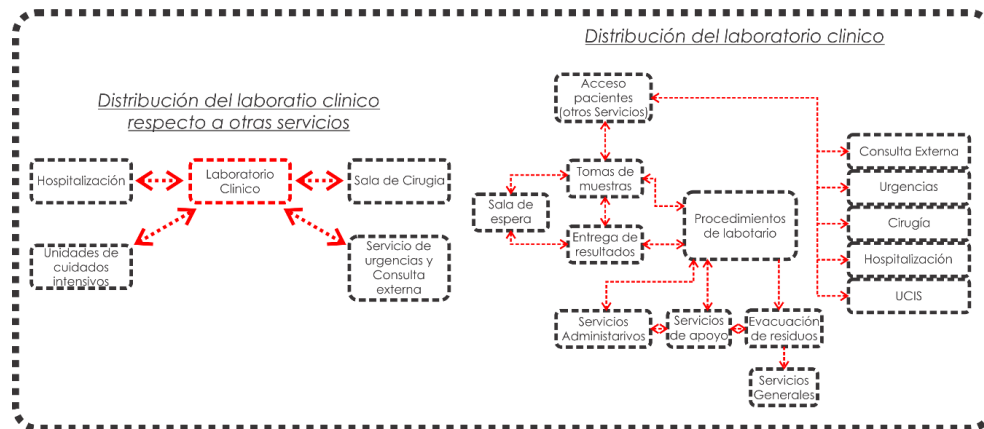 Distribución del laboratio clinico
respecto a otras servicios
Hospitalización
Laboratorio
Clinico
Sala de Cirugia
Unidades de
cuidados
intensivos
Servicio de
urgencias y
Consulta
externa
Distribución del laboratorio clinico
Acceso
pacientes
(otros Servicios)
Tomas de
muestras
Sala de
espera
Entrega de
resultados
Procedimientos
de labotario
Servicios
Administarivos
Servicios
de apoyo
Evacuación
de residuos
Servicios
Generales
Consulta Externa
Urgencias
Cirugía
Hospitalización
UCIS